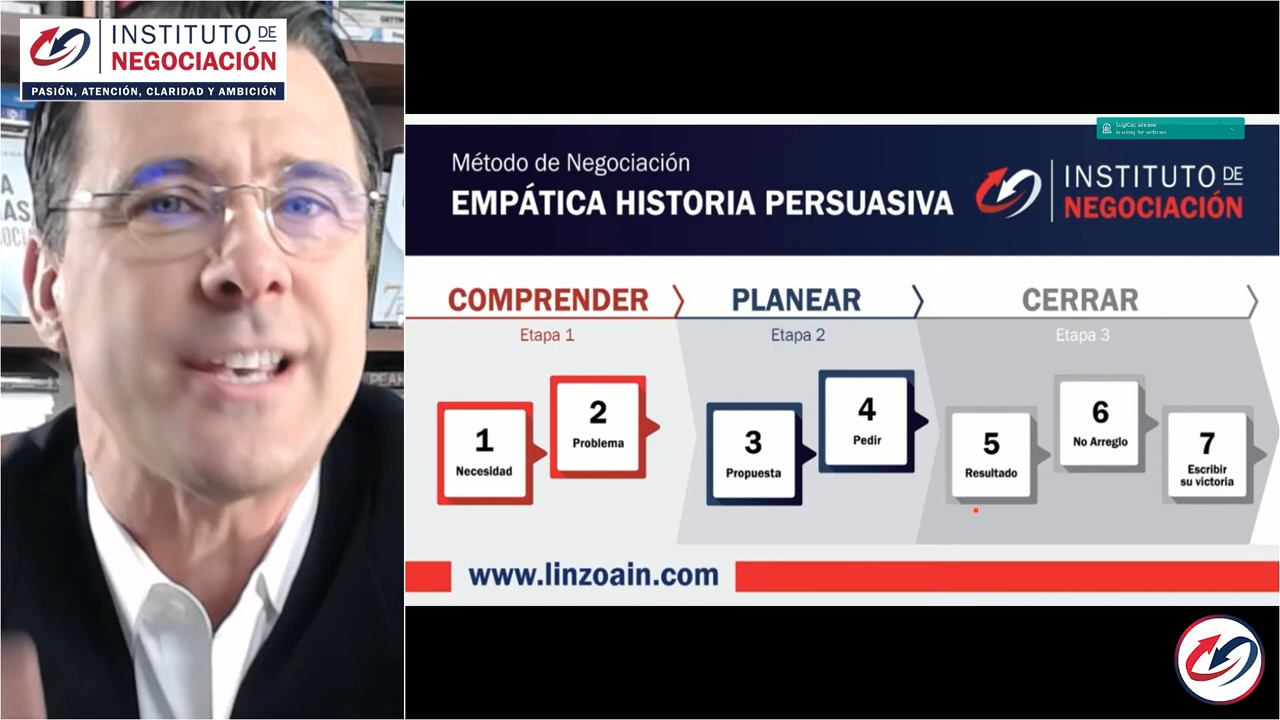 INSTITUTO DE
NEGOCIACIÓN
PASIÓN, ATENCIÓN, CLARIDAD Y AMBICIÓN
Método de Negociación
EMPÁTICA HISTORIA PERSUASIVA
INSTITUTO DE
NEGOCIACIÓN
COMPRENDER
PLANEAR
CERRAR
Etapa 1
Etapa 2
Etapa 3
1
Necesidad
2
Problema
3
Propuesta
4
Pedir
5
Resultado
6
No Arreglo
7
Escribir
su victoria
www.linzoain.com